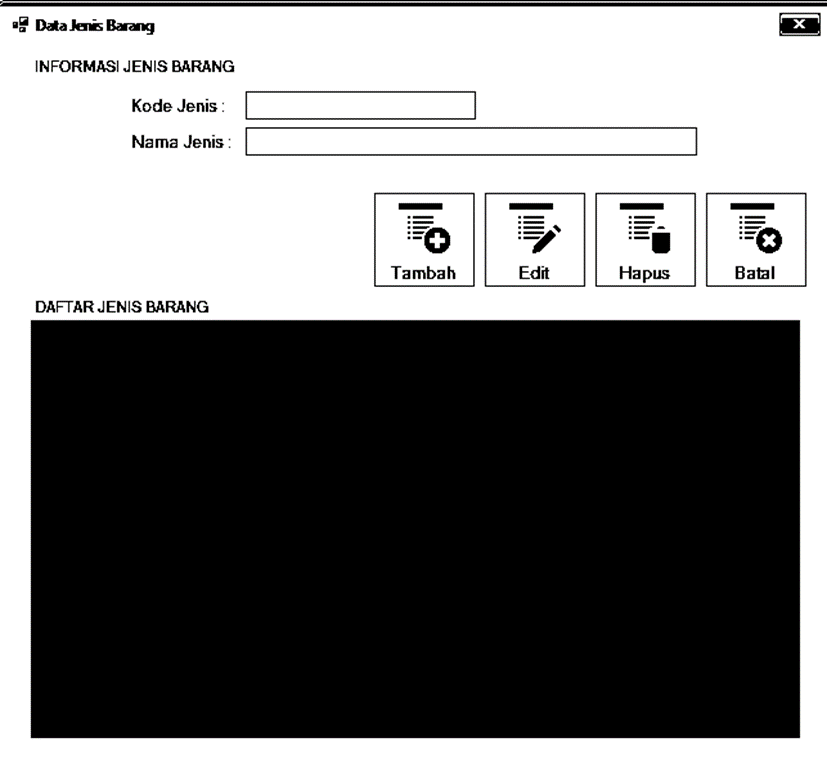 Data Jenis Barang
INFORMASI JENIS BARANG
Kode Jenis :
Nama Jenis :
Tambah Edit Hapus Batal
DAFTAR JENIS BARANG